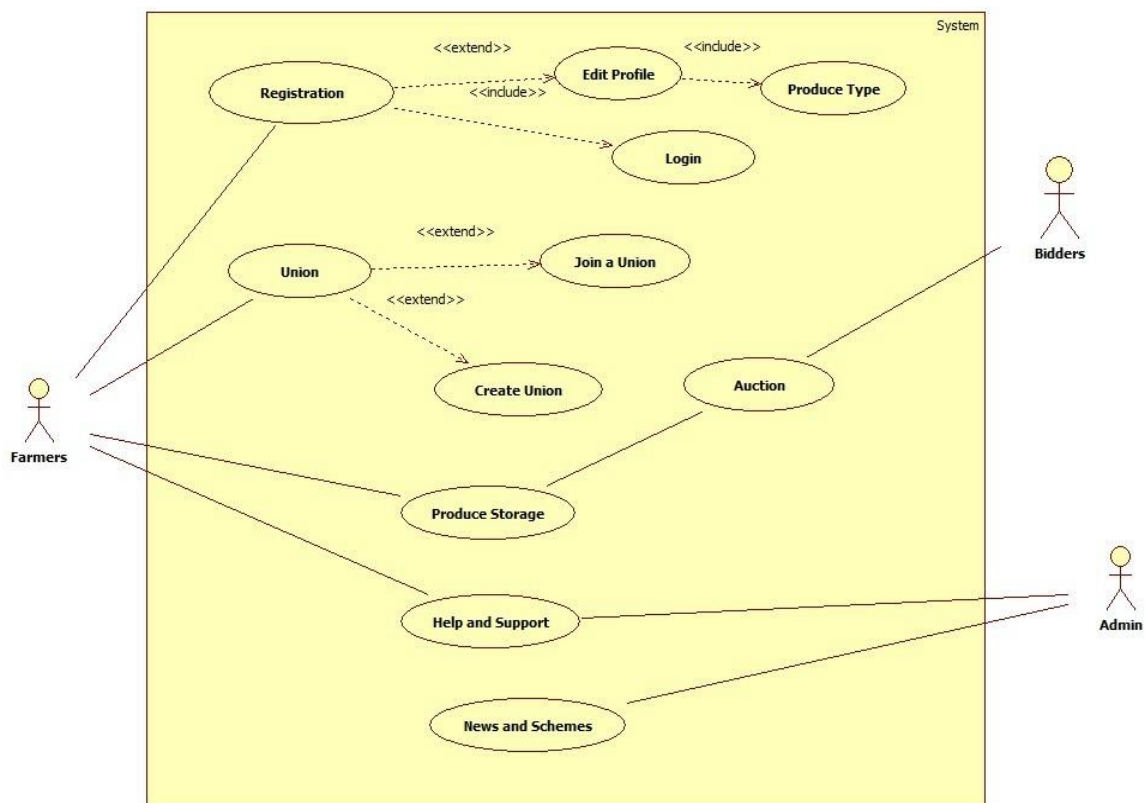 System
<<extend>>
<<include>>
Edit Profile
Produce Type
Registration
<<include>>
Login
<<extend>>
Union
Join a Union
Bidders
<<extend>>
Create Union
Auction
Farmers
Produce Storage
Help and Support
Admin
News and Schemes